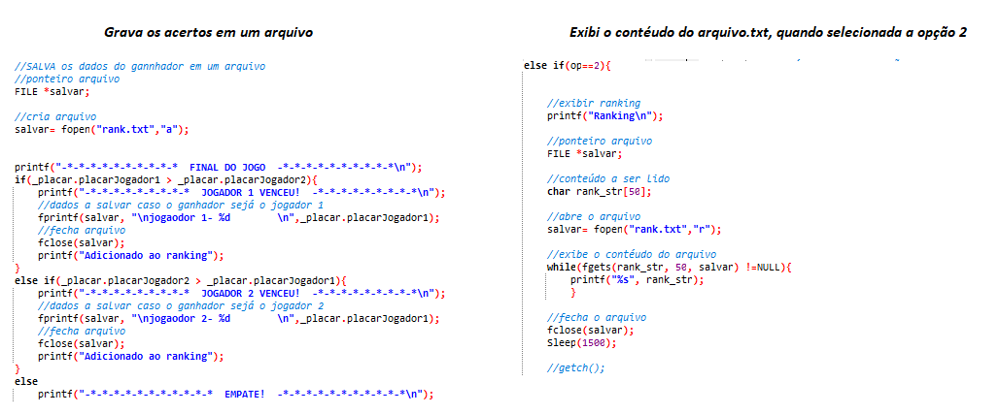 Grava os acertos em um arquivo
//SALVA os dados do gannhador em um arquivo
//ponteiro arquivo
FILE *salvar;
//cria arquivo
salvar= fopen("rank.txt","a");
printf("-*-*-*-*-*-*-*-*-*-*  FINAL DO JOGO  -*-*-*-*-*-*-*-*-*-*\n");
if(_placar.placarJogador1 > _placar.placarJogador2){
printf("-*-*-*-*-*-*-*-*-*-*  JOGADOR 1 VENCEU!  -*-*-*-*-*-*-*-*-*\n");
//dados a salvar caso o ganhador sejá o jogador 1
fprintf(salvar, "\njogaodor 1- %d        \n",_placar.placarJogador1);
//fecha arquivo
fclose(salvar);
printf("Adicionado ao ranking");
}
else if(_placar.placarJogador2 > _placar.placarJogador1){
printf("-*-*-*-*-*-*-*-*-*  JOGADOR 2 VENCEU!  -*-*-*-*-*-*-*-*-*\n");
//dados a salvar caso o ganhador sejá o jogador 2
fprintf(salvar, "\njogaodor 2- %d        \n",_placar.placarJogador1);
//fecha arquivo
fclose(salvar);
printf("Adicionado ao ranking");
}
else
printf("-*-*-*-*-*-*-*-*-*-*-*  EMPATE!  -*-*-*-*-*-*-*-*-*-*-*\n");
Exibi o contéudo do arquivo.txt, quando selecionada a opção 2
else if(op==2){
//exibir ranking
printf("Ranking\n");
//ponteiro arquivo
FILE *salvar;
//conteúdo a ser lido
char rank_str[50];
//abre o arquivo
salvar= fopen("rank.txt","r");
//exibe o contéudo do arquivo
while(fgets(rank_str, 50, salvar) !=NULL){
printf("%s", rank_str);
}
//fecha o arquivo
fclose(salvar);
Sleep(1500);
//getch();